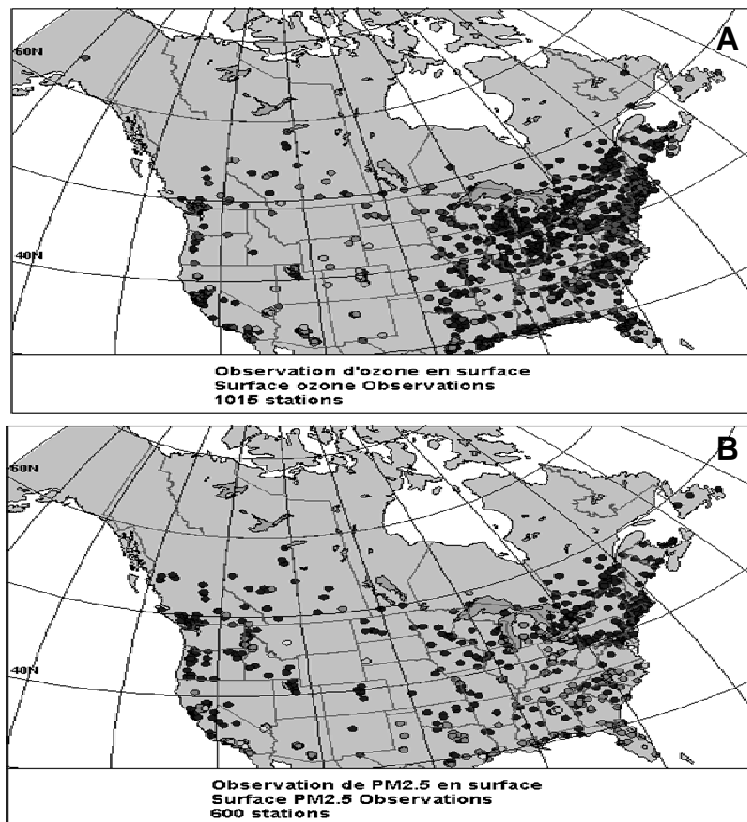 A
60N
40N
Observation d'ozone en surface
Surface ozone Observations
1015 stations
B
60N
40N
Observation de PM2.5 en surface
Surface PM2.5 Observations
600 stations